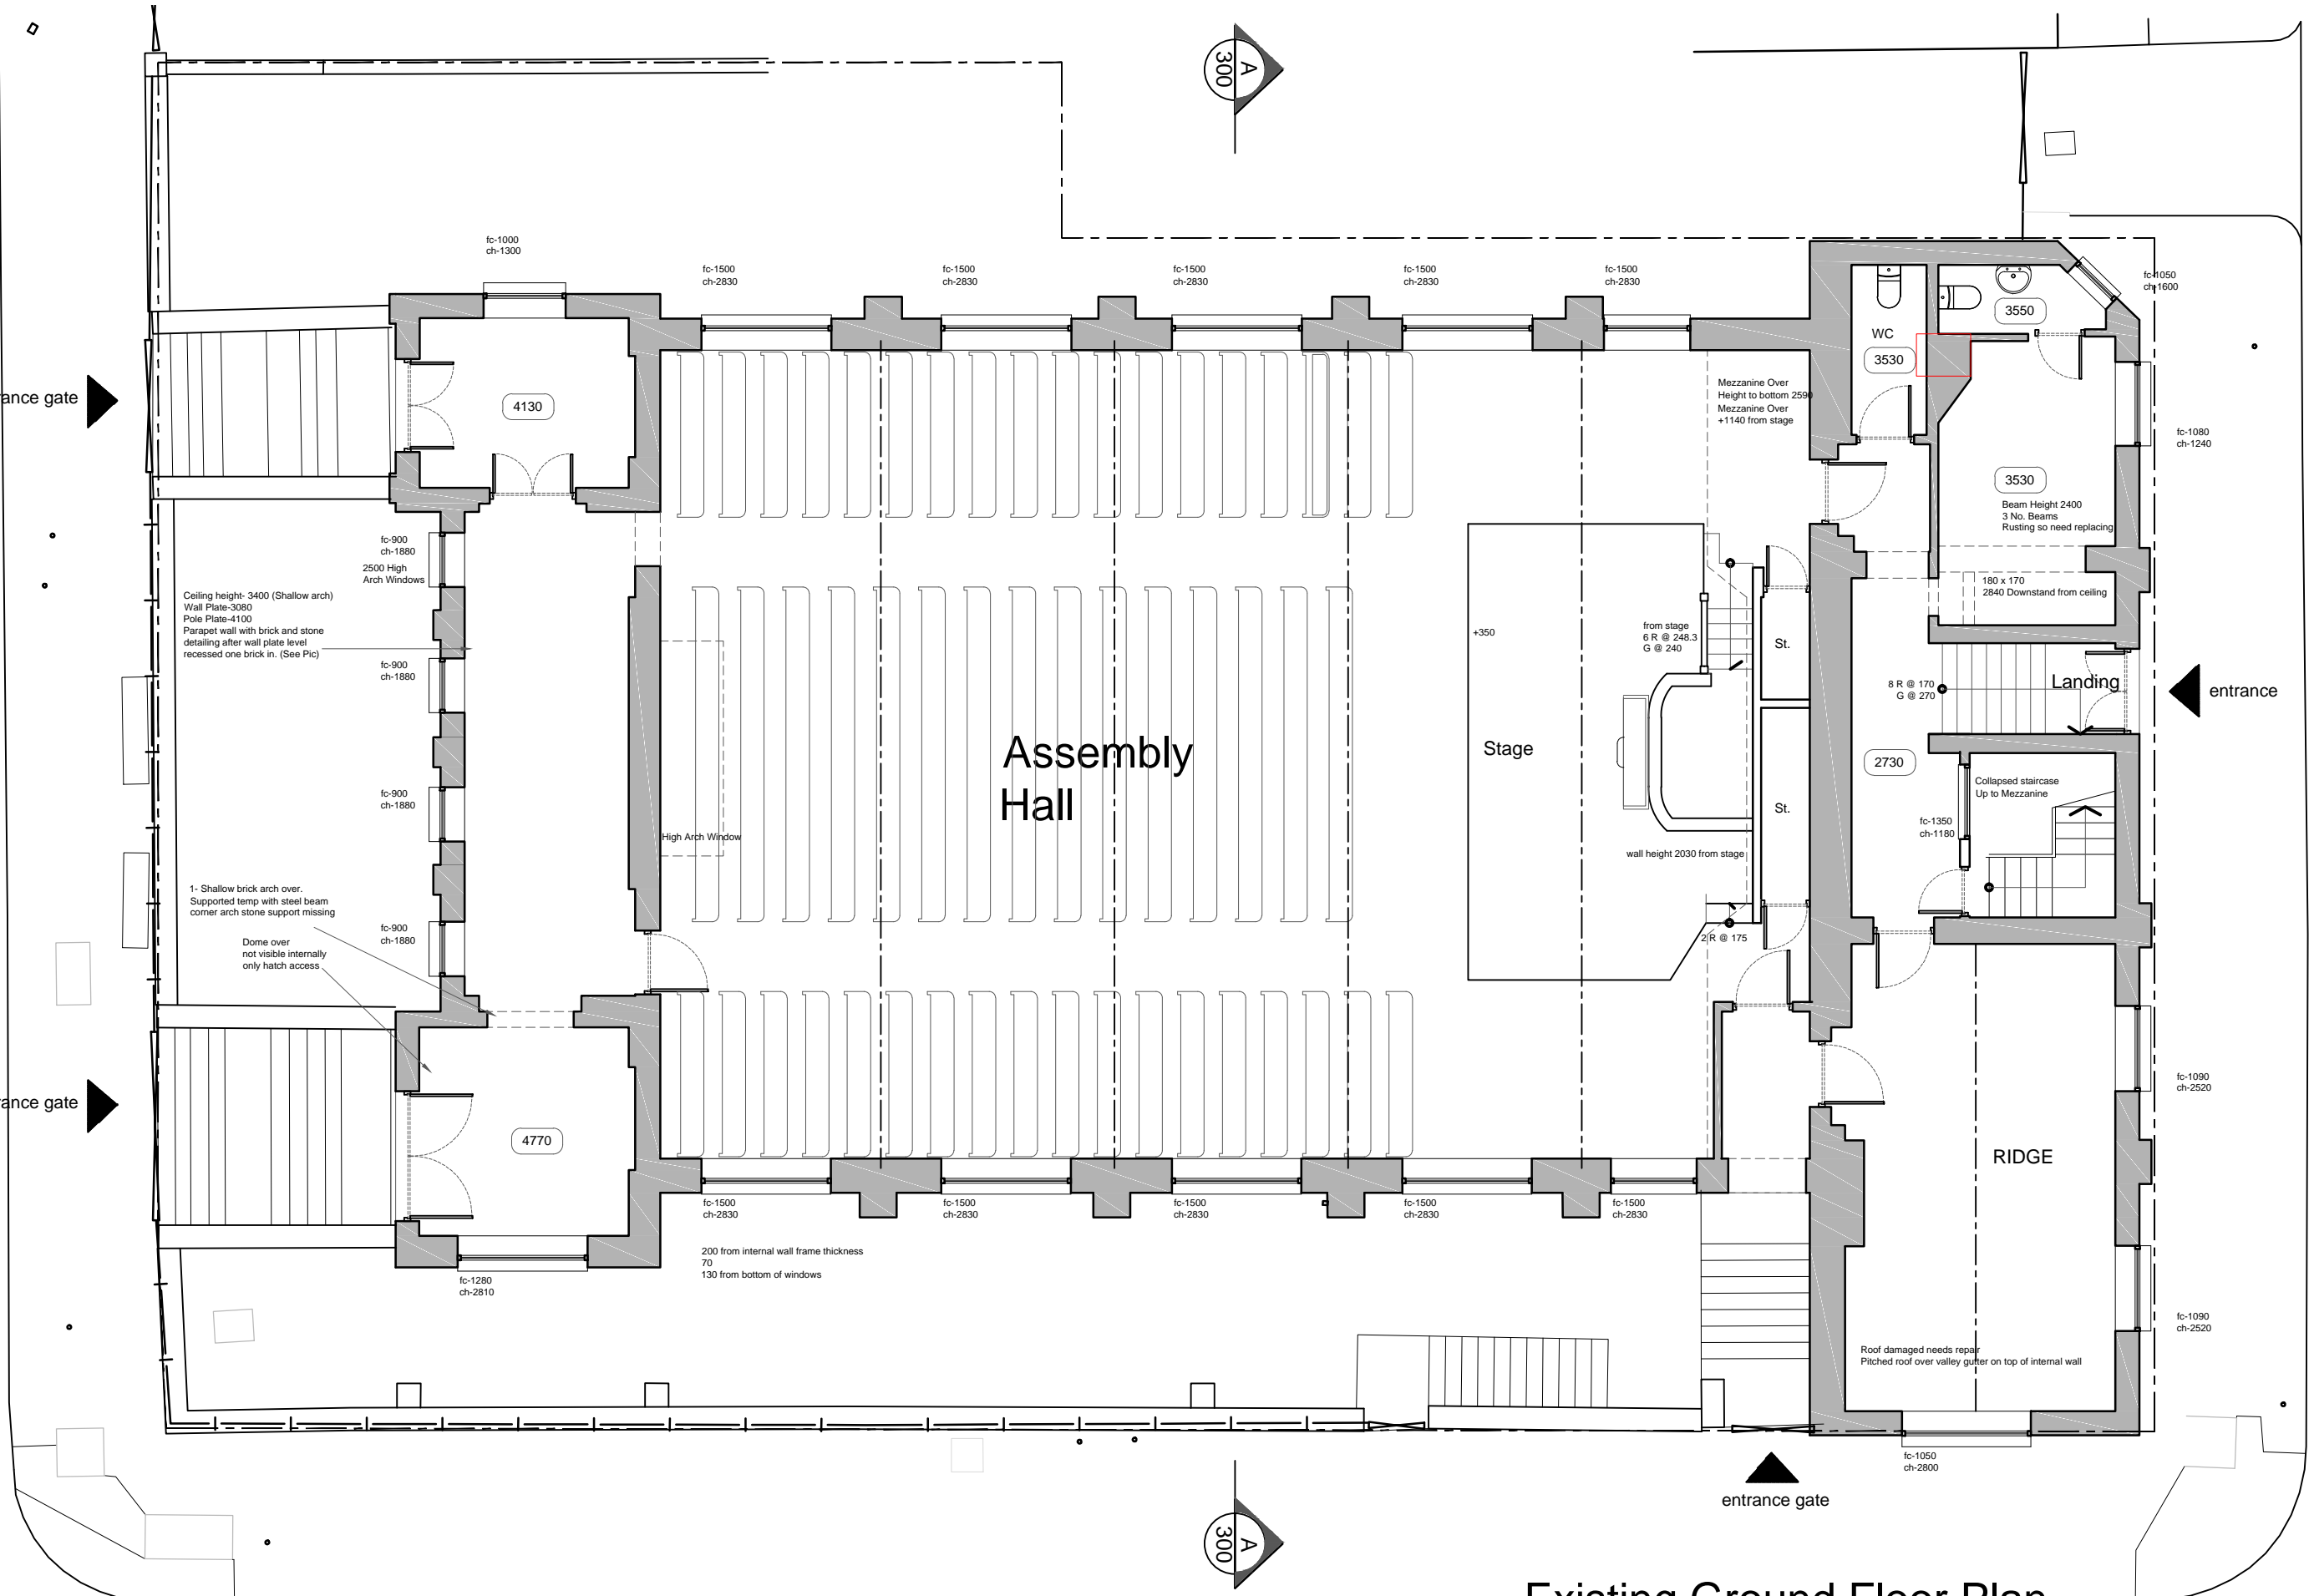 A
300
fc-1000
ch-1300
fc-1500
ch-2830
fc-1500
ch-2830
fc-1500
ch-2830
fc-1500
ch-2830
fc-1500
ch-2830
fc-1050
ch-1600
3550
WC
3530
Mezzanine Over
Height to bottom 2590
Mezzanine Over
+1140 from stage
ance gate
4130
fc-1080
ch-1240
3530
Beam Height 2400
3 No. Beams
Rusting so need replacing
fc-900
ch-1880
2500 High
Arch Windows
180 x 170
2840 Downstand from ceiling
Ceiling height- 3400 (Shallow arch)
Wall Plate-3080
Pole Plate-4100
Parapet wall with brick and stone
detailing after wall plate level
recessed one brick in. (See Pic)
+350
from stage
6 R @ 248.3
G @ 240
St.
fc-900
ch-1880
8 R @ 170
G @ 270
Landing
entrance
Assembly
Hall
Stage
2730
Collapsed staircase
Up to Mezzanine
fc-900
ch-1880
St.
fc-1350
ch-1180
High Arch Window
wall height 2030 from stage
1- Shallow brick arch over.
Supported temp with steel beam
corner arch stone support missing
fc-900
ch-1880
2 R @ 175
Dome over
not visible internally
only hatch access
fc-1090
ch-2520
ance gate
4770
RIDGE
fc-1500
ch-2830
fc-1500
ch-2830
fc-1500
ch-2830
fc-1500
ch-2830
fc-1500
ch-2830
200 from internal wall frame thickness
70
130 from bottom of windows
fc-1280
ch-2810
fc-1090
ch-2520
Roof damaged needs repair
Pitched roof over valley gutter on top of internal wall
fc-1050
ch-2800
entrance gate
A
300
Existing Ground Floor Plan